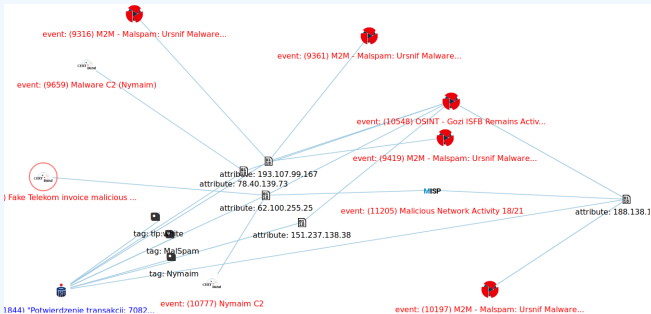 event: (9316) M2M - Malspam: Ursnif Malware...
event: (9361) M2M - Malspam: Ursnif Malware...
event: (9659) Malware C2 (Nymaim)
event: (10548) OSINT - Gozi ISFB Remains Activ...
event: (9419) M2M - Malspam: Ursnif Malware...
attribute: 193.107.99.167
attribute: 78.40.139.73
) Fake Telekom invoice malicious ...
attribute: 62.100.255.25
MISP
event: (11205) Malicious Network Activity 18/21
attribute: 188.138.1
tag: tlp:white
attribute: 151.237.138.38
tag: MalSpam
tag: Nymaim
event: (10777) Nymaim C2
1844) "Potwierdzenie transakcji: 7082...
event: (10197) M2M - Malspam: Ursnif Malware...